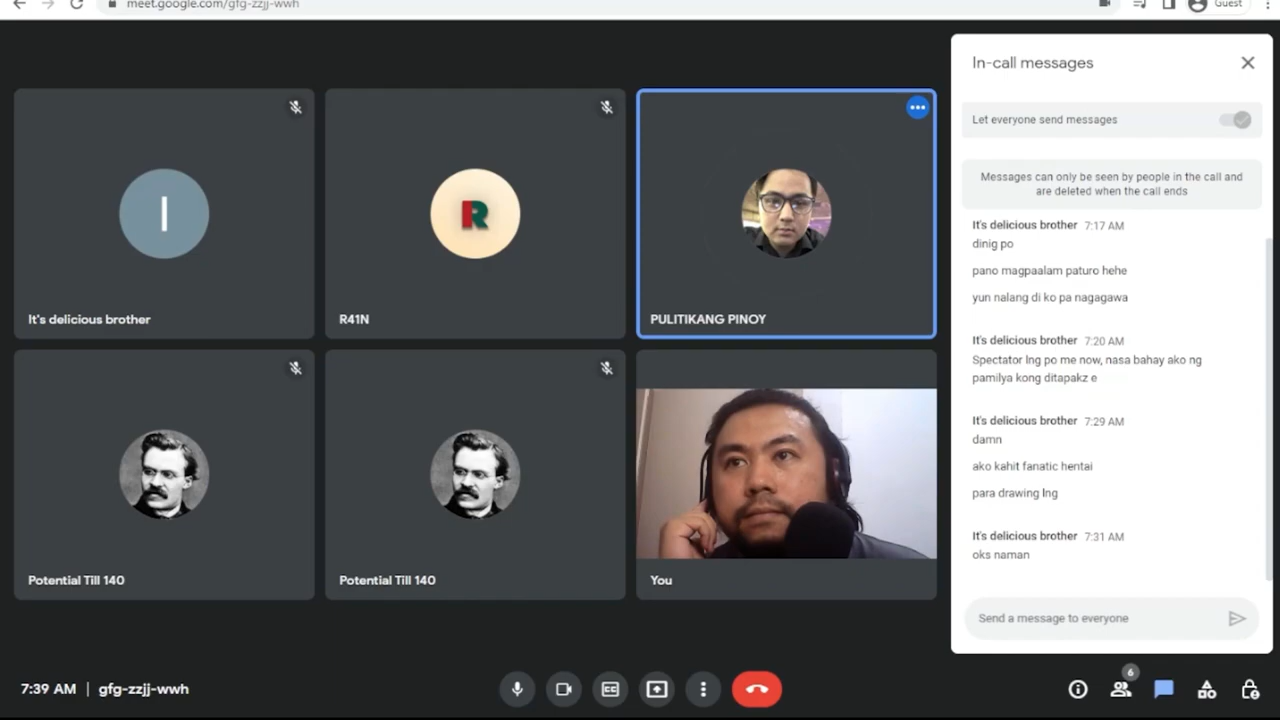 meet.google.com/gfg-zzjj-wwh
Guest
In-call messages
Let everyone send messages
Messages can only be seen by people in the call and
are deleted when the call ends
It's delicious brother 7:17 AM
dinig po
pano magpaalam paturo hehe
yun nalang di ko pa nagagawa
It's delicious brother 7:20 AM
Spectator lng po me now, nasa bahay ako ng
pamilya kong ditapakz e
It's delicious brother 7:29 AM
damn
ako kahit fanatic hentai
para drawing lng
It's delicious brother 7:31 AM
oks naman
Send a message to everyone
I
It's delicious brother
R
R41N
PULITIKANG PINOY
Potential Till 140
Potential Till 140
You
7:39 AM | gfg-zzjj-wwh
CC
6